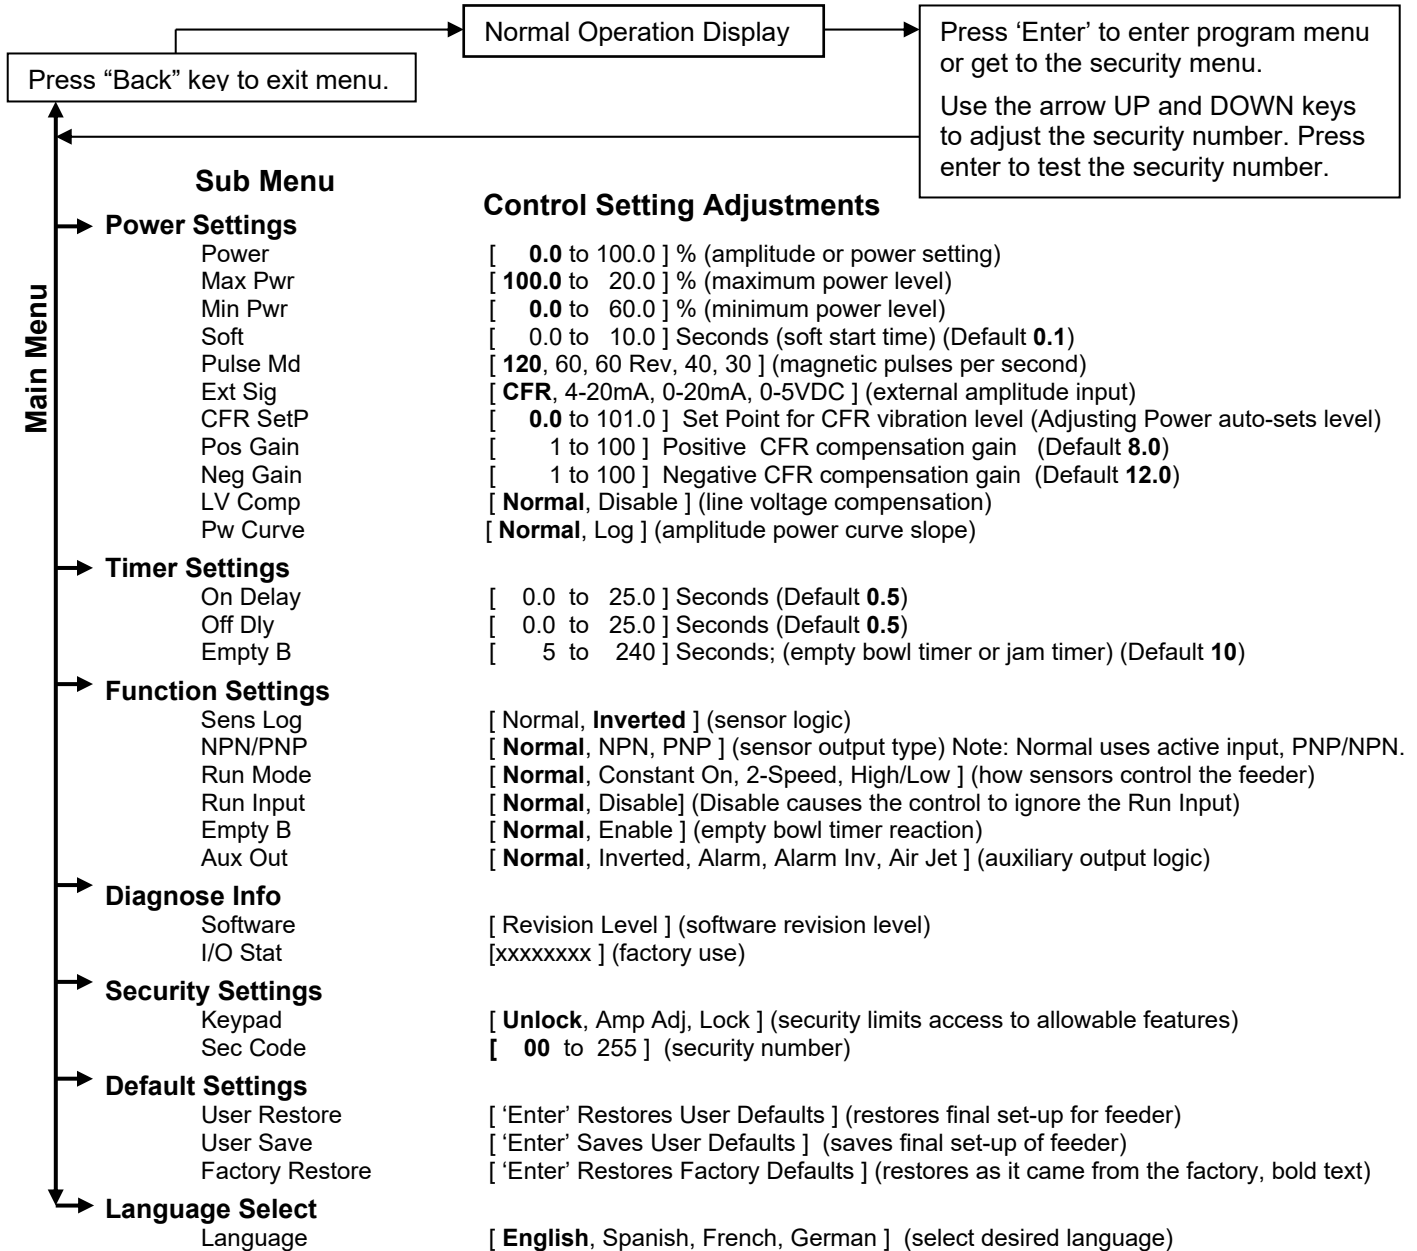 Normal Operation Display
Press ‘Enter’ to enter program menu
or get to the security menu.
Use the arrow UP and DOWN keys
to adjust the security number. Press
enter to test the security number.
Press “Back” key to exit menu.
Main Menu
Sub Menu
Control Setting Adjustments
Power Settings
Power [ 0.0 to 100.0 ] % (amplitude or power setting)
Max Pwr [ 100.0 to 20.0 ] % (maximum power level)
Min Pwr [ 0.0 to 60.0 ] % (minimum power level)
Soft [ 0.0 to 10.0 ] Seconds (soft start time) (Default 0.1)
Pulse Md [ 120, 60, 60 Rev, 40, 30 ] (magnetic pulses per second)
Ext Sig [ CFR, 4-20mA, 0-20mA, 0-5VDC ] (external amplitude input)
CFR SetP [ 0.0 to 101.0 ] Set Point for CFR vibration level (Adjusting Power auto-sets level)
Pos Gain [ 1 to 100 ] Positive CFR compensation gain (Default 8.0)
Neg Gain [ 1 to 100 ] Negative CFR compensation gain (Default 12.0)
LV Comp [ Normal, Disable ] (line voltage compensation)
Pw Curve [ Normal, Log ] (amplitude power curve slope)
Timer Settings
On Delay [ 0.0 to 25.0 ] Seconds (Default 0.5)
Off Dly [ 0.0 to 25.0 ] Seconds (Default 0.5)
Empty B [ 5 to 240 ] Seconds; (empty bowl timer or jam timer) (Default 10)
Function Settings
Sens Log [ Normal, Inverted ] (sensor logic)
NPN/PNP [ Normal, NPN, PNP ] (sensor output type) Note: Normal uses active input, PNP/NPN.
Run Mode [ Normal, Constant On, 2-Speed, High/Low ] (how sensors control the feeder)
Run Input [ Normal, Disable] (Disable causes the control to ignore the Run Input)
Empty B [ Normal, Enable ] (empty bowl timer reaction)
Aux Out [ Normal, Inverted, Alarm, Alarm Inv, Air Jet ] (auxiliary output logic)
Diagnose Info
Software [ Revision Level ] (software revision level)
I/O Stat [xxxxxxxx ] (factory use)
Security Settings
Keypad [ Unlock, Amp Adj, Lock ] (security limits access to allowable features)
Sec Code [ 00 to 255 ] (security number)
Default Settings
User Restore [ ‘Enter’ Restores User Defaults ] (restores final set-up for feeder)
User Save [ ‘Enter’ Saves User Defaults ] (saves final set-up of feeder)
Factory Restore [ ‘Enter’ Restores Factory Defaults ] (restores as it came from the factory, bold text)
Language Select
Language [ English, Spanish, French, German ] (select desired language)